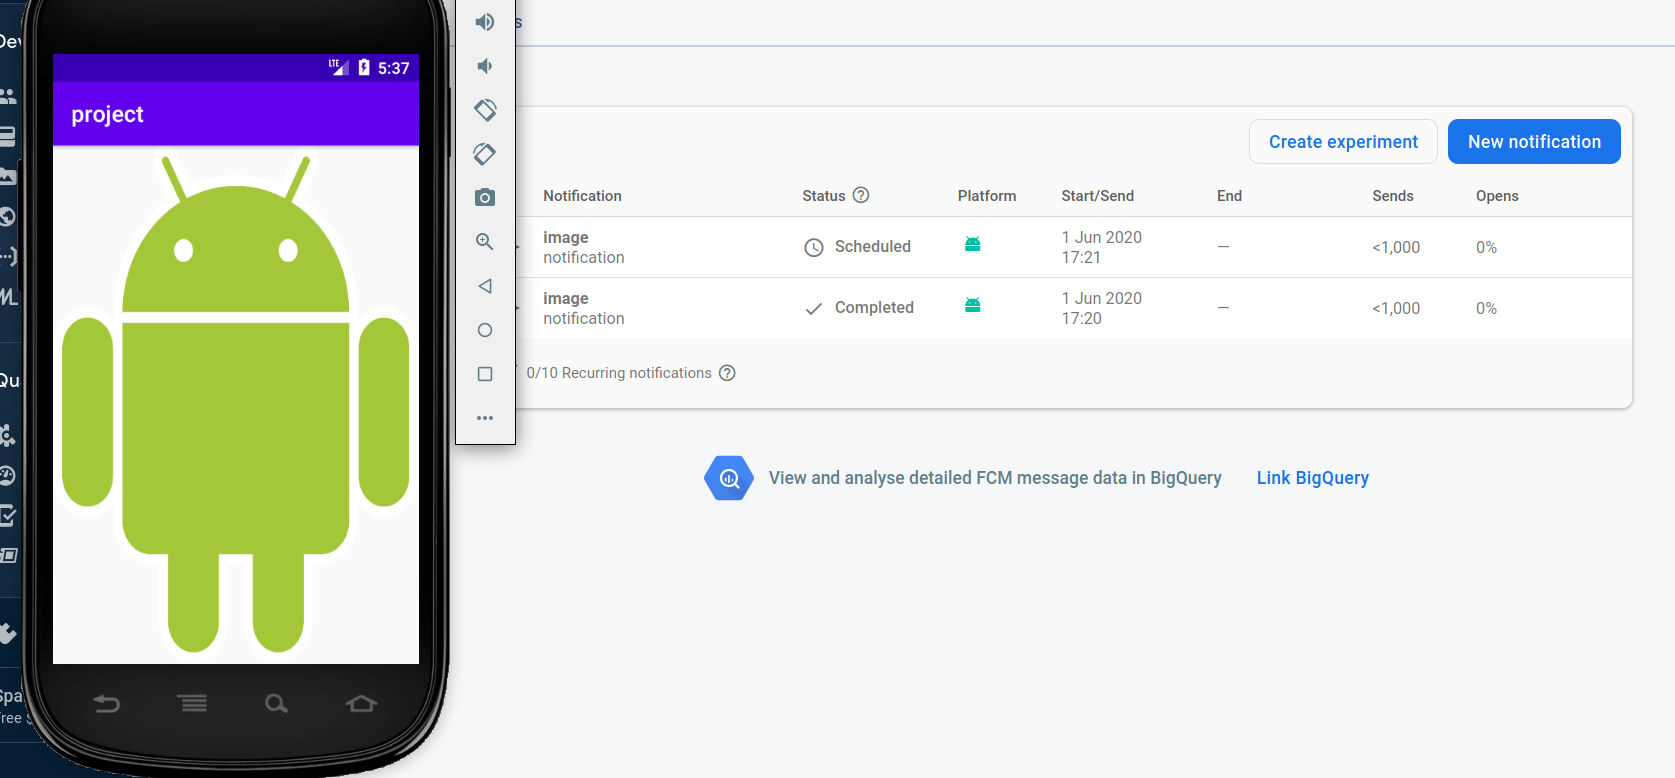 LTE 5:37
project
Create experiment
New notification
Notification Status Platform Start/Send End Sends Opens
image
notification
Scheduled
1 Jun 2020
17:21
—
<1,000
0%
image
notification
Completed
1 Jun 2020
17:20
—
<1,000
0%
0/10 Recurring notifications
View and analyse detailed FCM message data in BigQuery
Link BigQuery